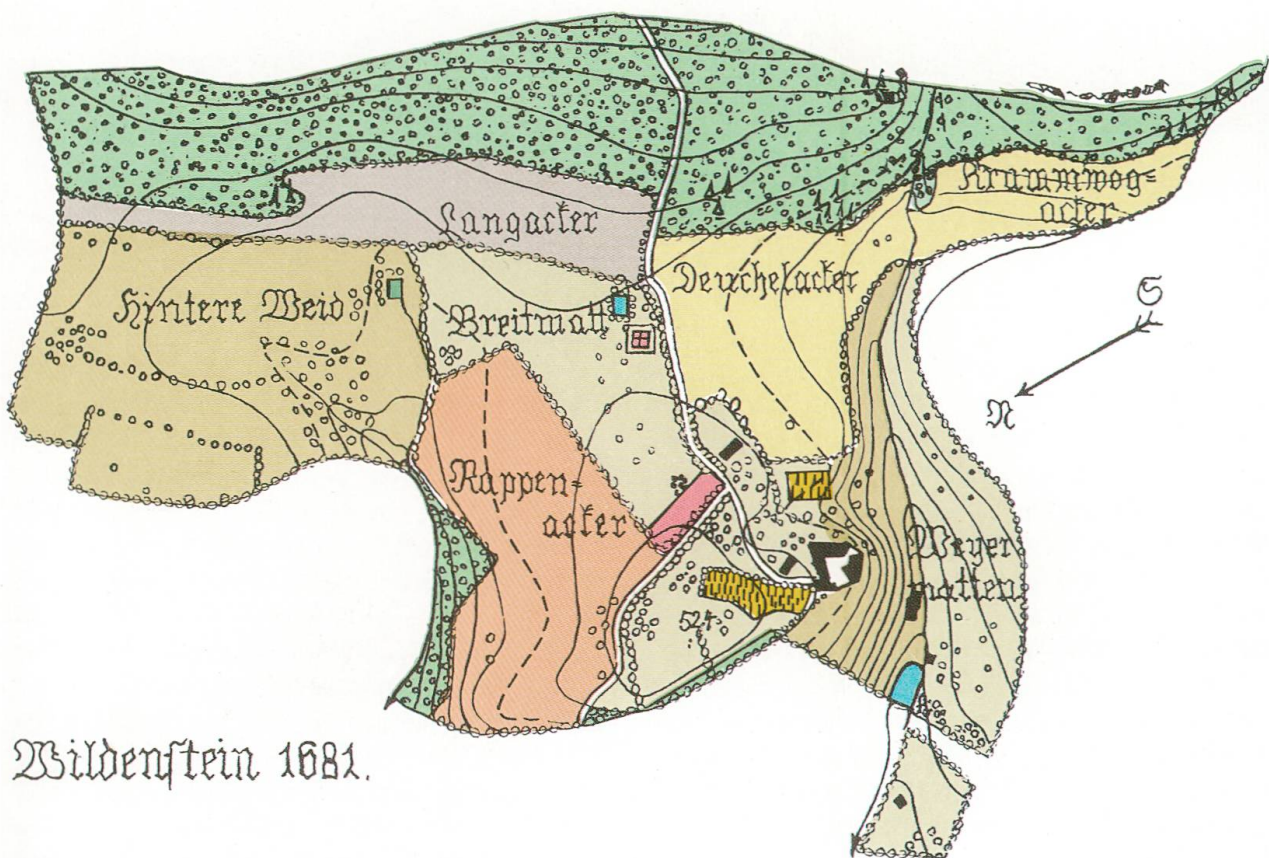 Krummwog-
acker
Langacker
Deuchelacker
S
Hintere Weid
Breitmatt
N
Rappen-
acker
Weyer
matten
524
Wildenstein 1681.